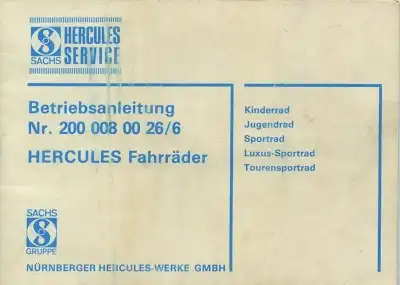 HERCULES
SERVICE
SACHS
Betriebsanleitung
Nr. 200 008 00 26/6
HERCULES Fahrräder
Kinderrad
Jugendrad
Sportrad
Luxus-Sportrad
Tourensportrad
SACHS
GRUPPE
NÜRNBERGER HERCULES-WERKE GMBH